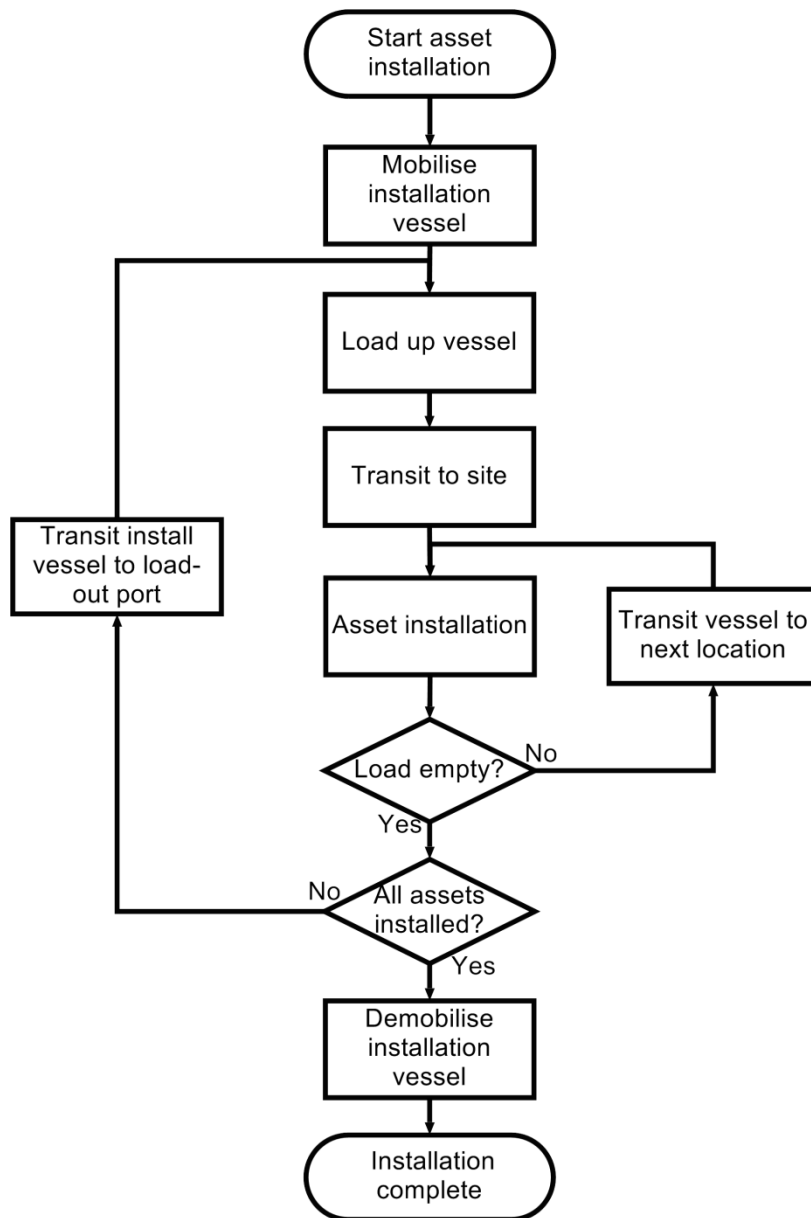 Start asset
installation
Mobilise
installation
vessel
Load up vessel
Transit to site
Transit install
vessel to load-
out port
Asset installation
Transit vessel to
next location
Load empty?
No
Yes
No
All assets
installed?
Yes
Demobilise
installation
vessel
Installation
complete